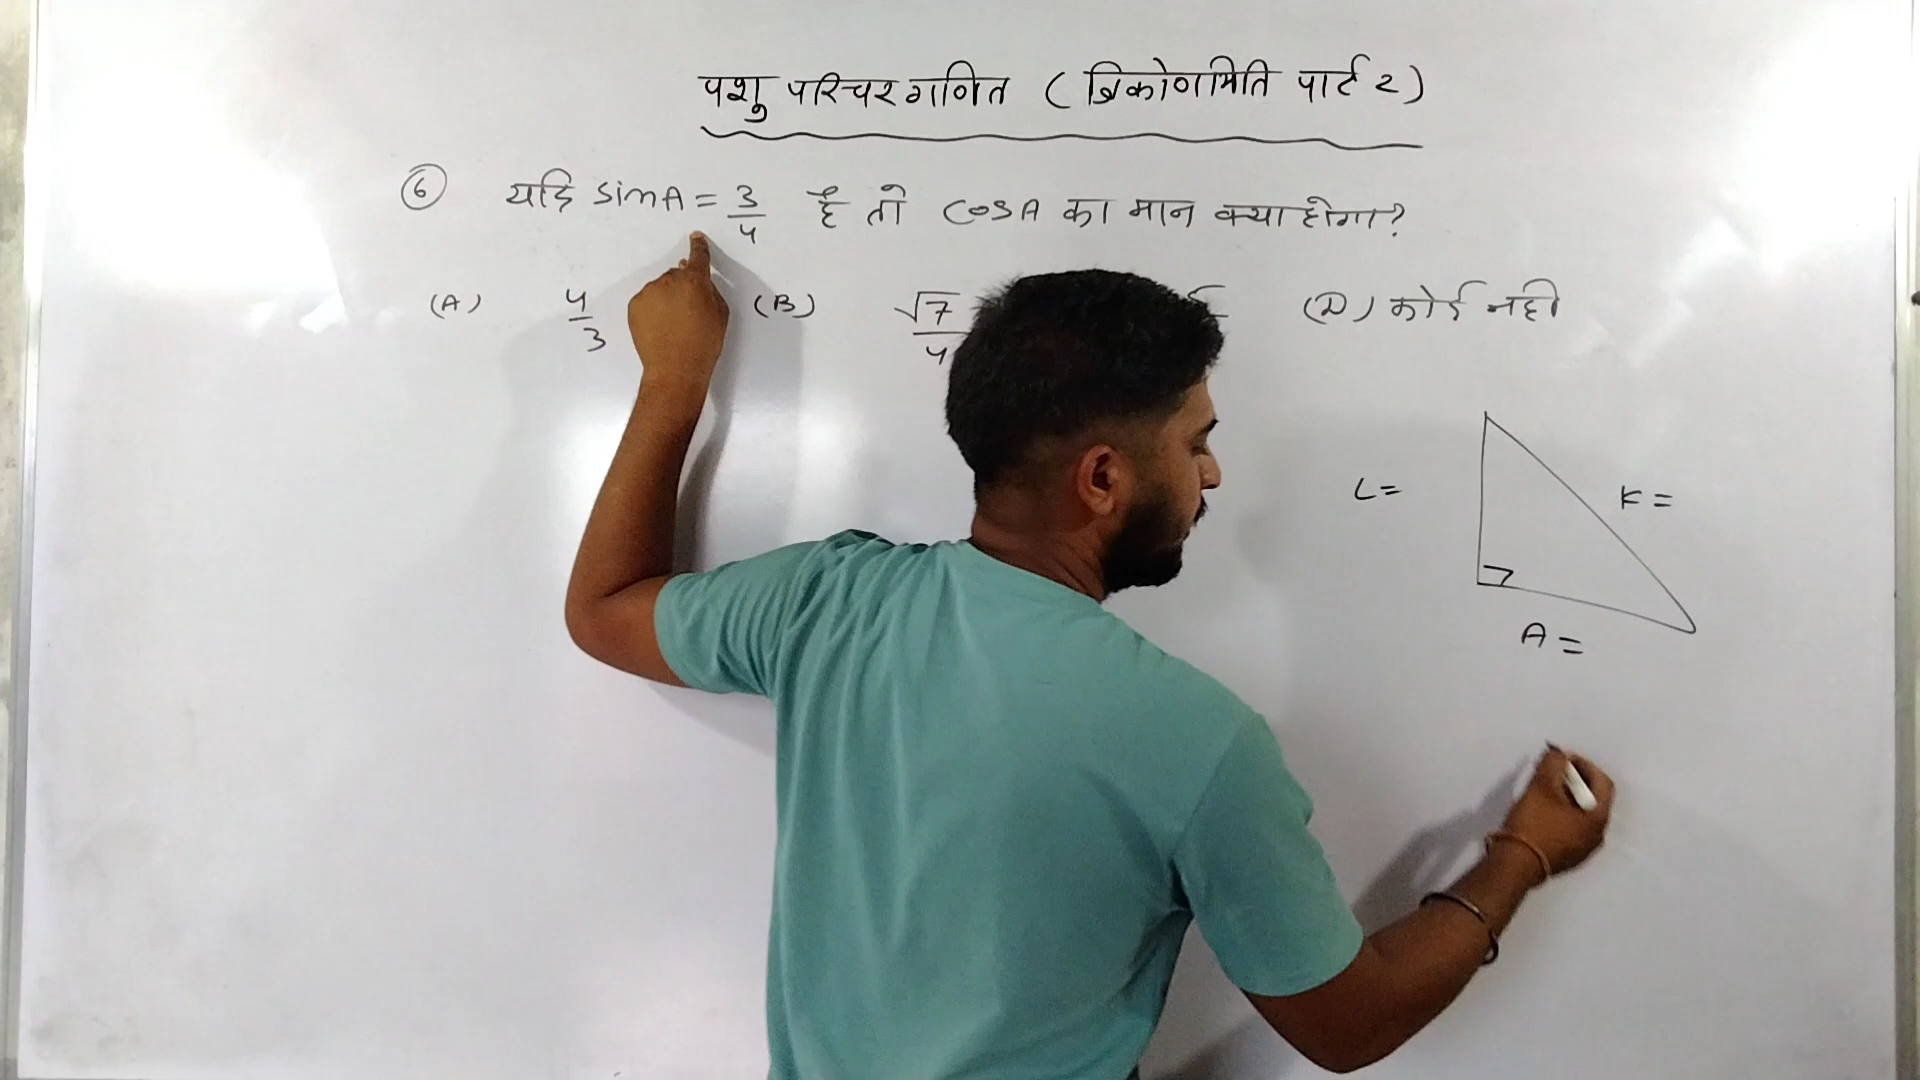 पशु परिचर गणित ( त्रिकोणमिति पार्ट 2 )
⑥ यदि sinA = 3/4 है तो cosA का मान क्या होगा?
(A) 4/3 (B) √7/4 (D) कोई नही
L =
K =
A =